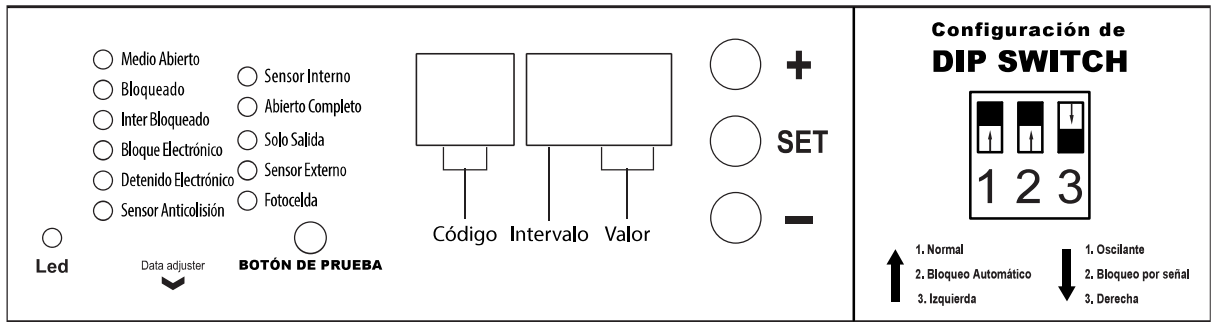 Medio Abierto
Bloqueado
Inter Bloqueado
Bloque Electrónico
Detenido Electrónico
Sensor Anticolisión
Sensor Interno
Abierto Completo
Solo Salida
Sensor Externo
Fotocelda
Led
Data adjuster
BOTÓN DE PRUEBA
Código Intervalo Valor
+
SET
−
Configuración de
DIP SWITCH
1 2 3
1. Normal
2. Bloqueo Automático
3. Izquierda
1. Oscilante
2. Bloqueo por señal
3. Derecha